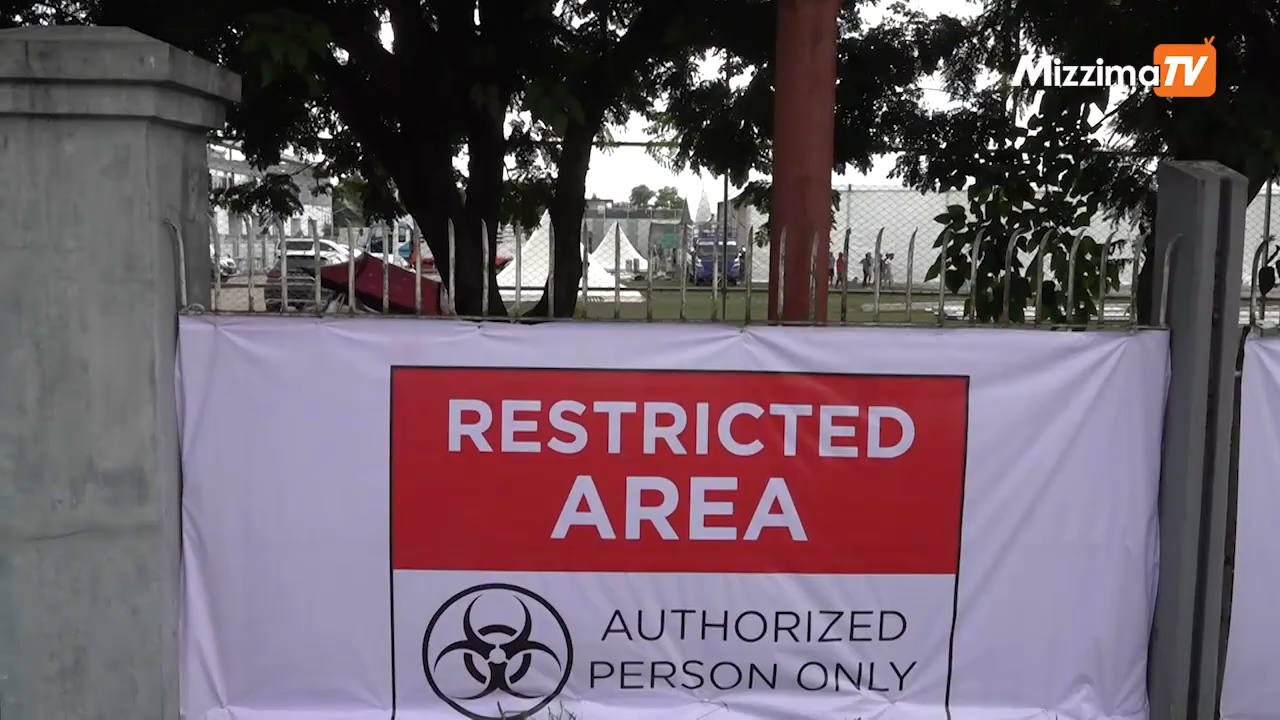 MizzimaTV
RESTRICTED
AREA
AUTHORIZED
PERSON ONLY